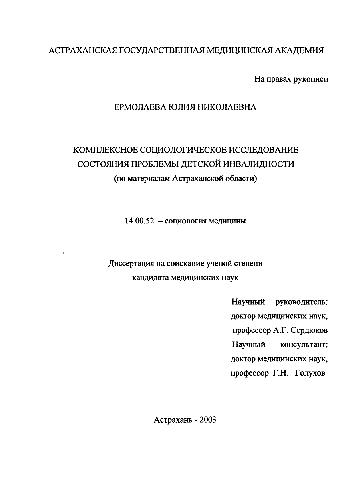 АСТРАХАНСКАЯ ГОСУДАРСТВЕННАЯ МЕДИЦИНСКАЯ АКАДЕМИЯ
На правах рукописи
ЕРМОЛАЕВА ЮЛИЯ НИКОЛАЕВНА
КОМПЛЕКСНОЕ СОЦИОЛОГИЧЕСКОЕ ИССЛЕДОВАНИЕ
СОСТОЯНИЯ ПРОБЛЕМЫ ДЕТСКОЙ ИНВАЛИДНОСТИ
(по материалам Астраханской области)
14.00.52 – социология медицины
Диссертация на соискание ученой степени
кандидата медицинских наук
Научный руководитель:
доктор медицинских наук,
профессор А.Г. Сердюков
Научный консультант:
доктор медицинских наук,
профессор Г.Н. Голухов
Астрахань -